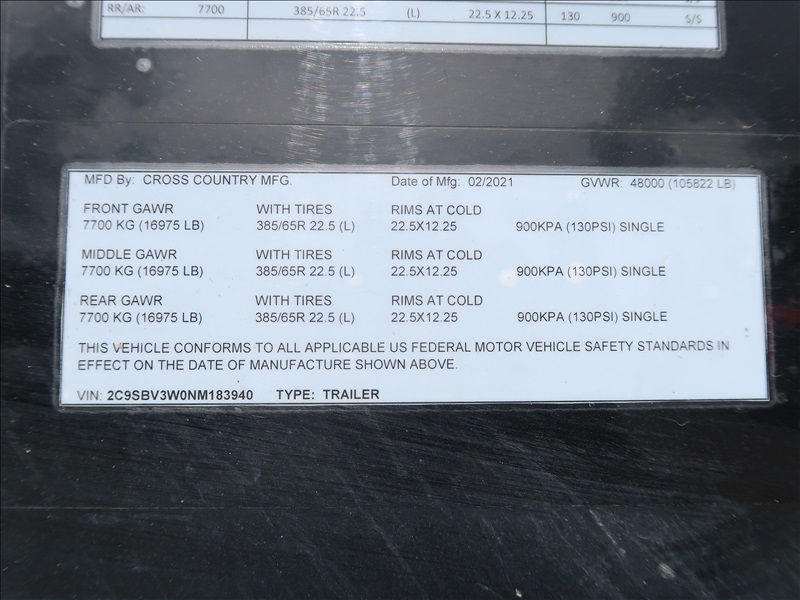 RR/AR: 7700 385/65R 22.5 (L) 22.5 X 12.25 130 900 S/S
MFD By: CROSS COUNTRY MFG. Date of Mfg: 02/2021 GVWR: 48000 (105822 LB)
FRONT GAWR WITH TIRES RIMS AT COLD
7700 KG (16975 LB) 385/65R 22.5 (L) 22.5X12.25 900KPA (130PSI) SINGLE
MIDDLE GAWR WITH TIRES RIMS AT COLD
7700 KG (16975 LB) 385/65R 22.5 (L) 22.5X12.25 900KPA (130PSI) SINGLE
REAR GAWR WITH TIRES RIMS AT COLD
7700 KG (16975 LB) 385/65R 22.5 (L) 22.5X12.25 900KPA (130PSI) SINGLE
THIS VEHICLE CONFORMS TO ALL APPLICABLE US FEDERAL MOTOR VEHICLE SAFETY STANDARDS IN
EFFECT ON THE DATE OF MANUFACTURE SHOWN ABOVE.
VIN: 2C9SBV3W0NM183940 TYPE: TRAILER